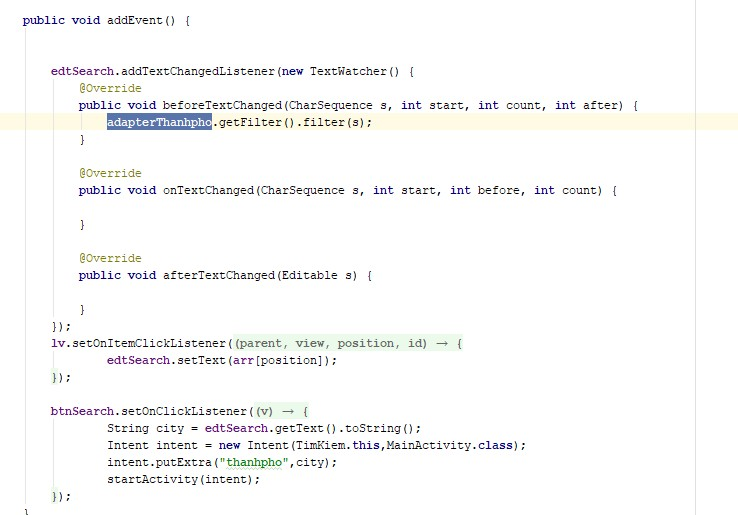 public void addEvent() {
edtSearch.addTextChangedListener(new TextWatcher() {
@Override
public void beforeTextChanged(CharSequence s, int start, int count, int after) {
adapterThanhpho.getFilter().filter(s);
}
@Override
public void onTextChanged(CharSequence s, int start, int before, int count) {
}
@Override
public void afterTextChanged(Editable s) {
}
});
lv.setOnItemClickListener((parent, view, position, id) → {
edtSearch.setText(arr[position]);
});
btnSearch.setOnClickListener((v) → {
String city = edtSearch.getText().toString();
Intent intent = new Intent(TimKiem.this,MainActivity.class);
intent.putExtra("thanhpho",city);
startActivity(intent);
});
}